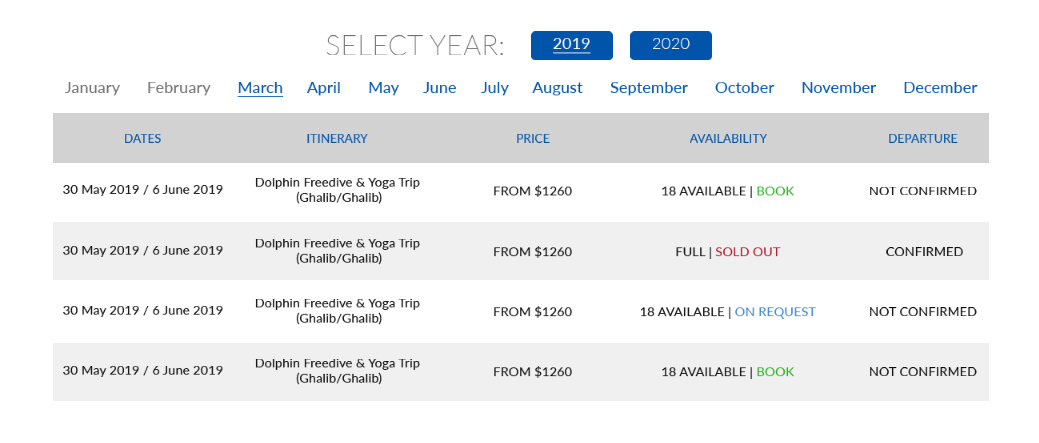 SELECT YEAR: 2019 2020
January February March April May June July August September October November December
DATES ITINERARY PRICE AVAILABILITY DEPARTURE
30 May 2019 / 6 June 2019 Dolphin Freedive & Yoga Trip (Ghalib/Ghalib) FROM $1260 18 AVAILABLE | BOOK NOT CONFIRMED
30 May 2019 / 6 June 2019 Dolphin Freedive & Yoga Trip (Ghalib/Ghalib) FROM $1260 FULL | SOLD OUT CONFIRMED
30 May 2019 / 6 June 2019 Dolphin Freedive & Yoga Trip (Ghalib/Ghalib) FROM $1260 18 AVAILABLE | ON REQUEST NOT CONFIRMED
30 May 2019 / 6 June 2019 Dolphin Freedive & Yoga Trip (Ghalib/Ghalib) FROM $1260 18 AVAILABLE | BOOK NOT CONFIRMED